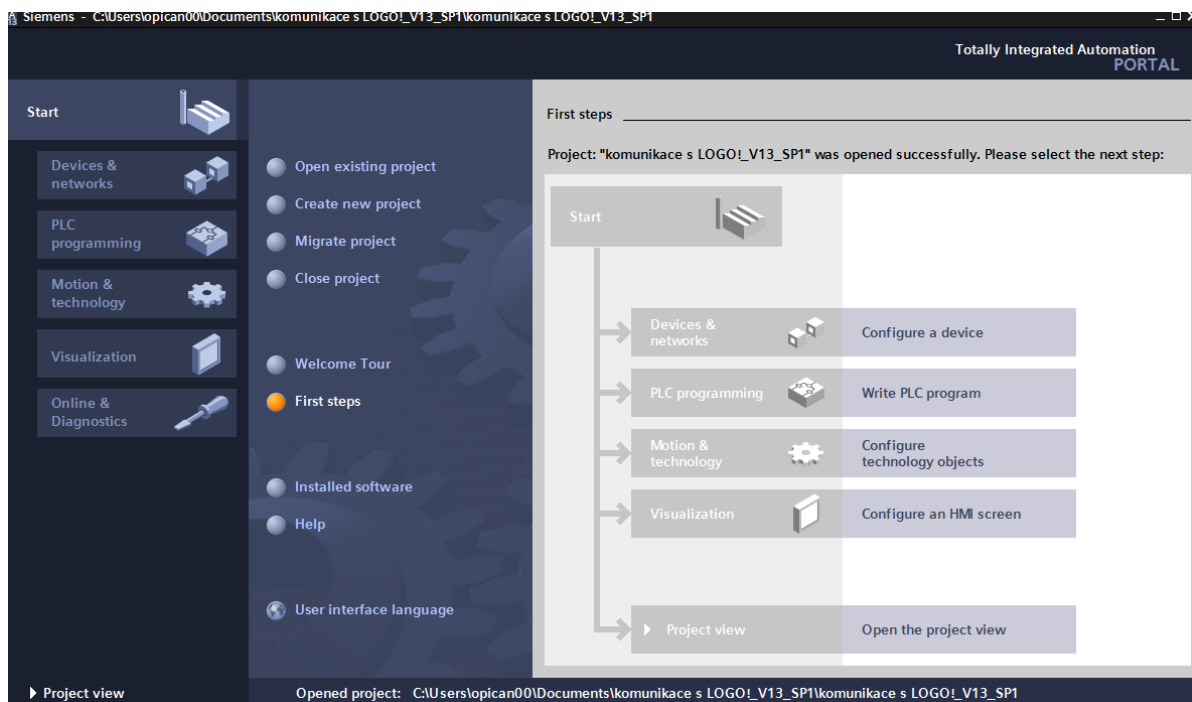 Siemens - C:\Users\opican00\Documents\komunikace s LOGO!_V13_SP1\komunikace s LOGO!_V13_SP1
Totally Integrated Automation
PORTAL
Start
Devices &
networks
PLC
programming
Motion &
technology
Visualization
Online &
Diagnostics
Open existing project
Create new project
Migrate project
Close project
Welcome Tour
First steps
Installed software
Help
User interface language
First steps
Project: "komunikace s LOGO!_V13_SP1" was opened successfully. Please select the next step:
Start
Devices &
networks
Configure a device
PLC programming
Write PLC program
Motion &
technology
Configure
technology objects
Visualization
Configure an HMI screen
Project view
Open the project view
Project view
Opened project: C:\Users\opican00\Documents\komunikace s LOGO!_V13_SP1\komunikace s LOGO!_V13_SP1